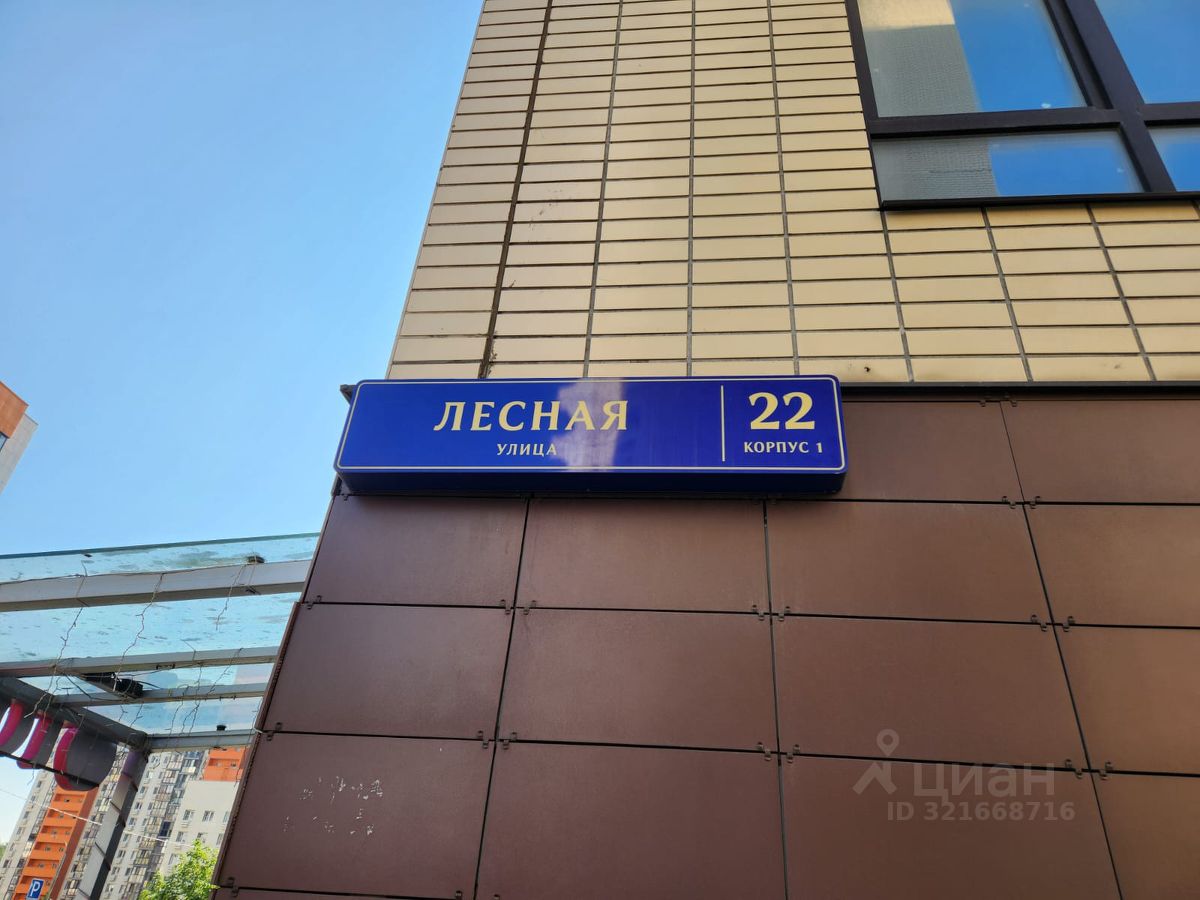 ЛЕСНАЯ
УЛИЦА
22
КОРПУС 1
циан
ID 321668716
P